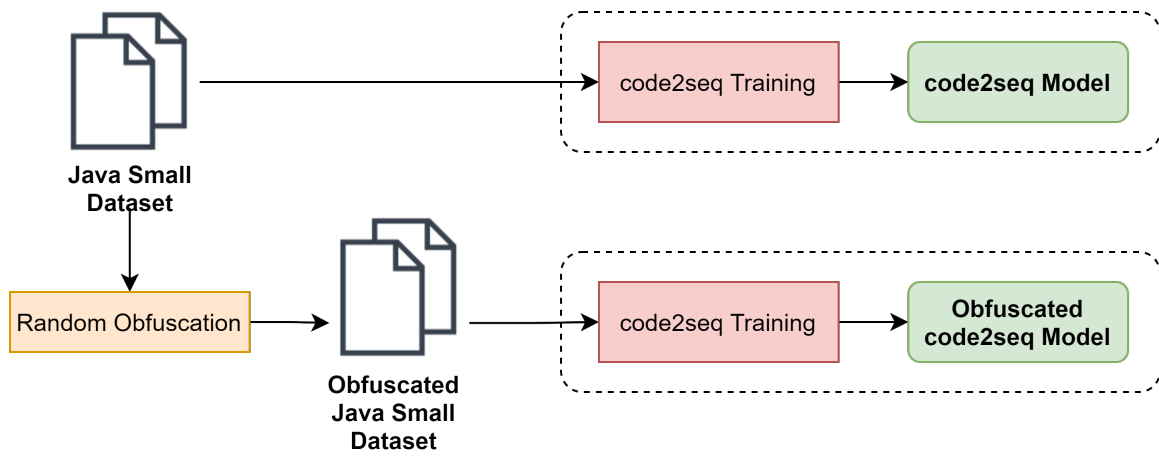 Java Small
Dataset
code2seq Training
code2seq Model
Random Obfuscation
Obfuscated
Java Small
Dataset
code2seq Training
Obfuscated
code2seq Model